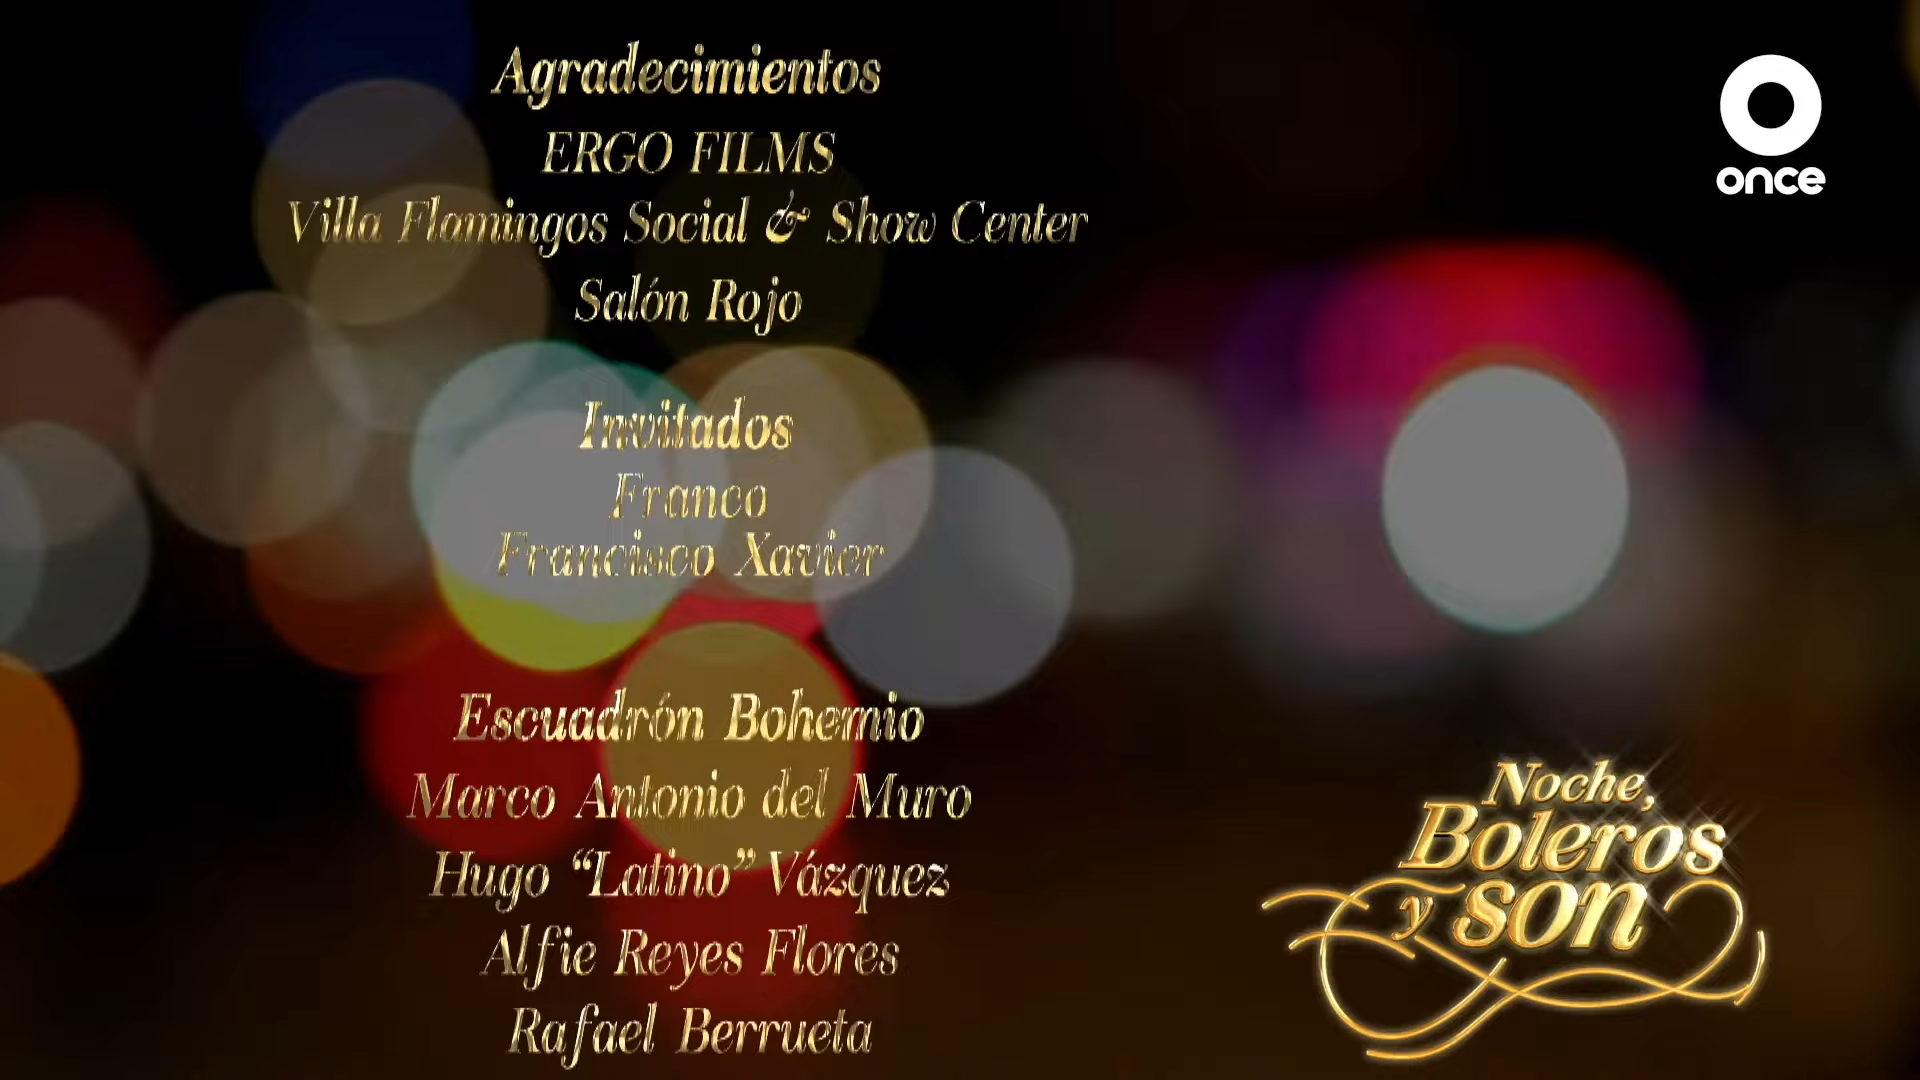 Agradecimientos
ERGO FILMS
Villa Flamingos Social & Show Center
Salón Rojo
Invitados
Franco
Francisco Xavier
Escuadrón Bohemio
Marco Antonio del Muro
Hugo “Latino” Vázquez
Alfie Reyes Flores
Rafael Berrueta
once
Noche,
Boleros
y son